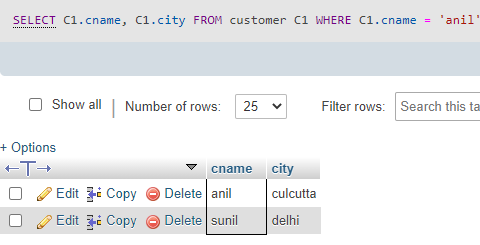 SELECT C1.cname, C1.city FROM customer C1 WHERE C1.cname = 'anil'
Show all | Number of rows: 25 Filter rows: Search this ta
+ Options
←T→ cname city
Edit Copy Delete anil culcutta
Edit Copy Delete sunil delhi